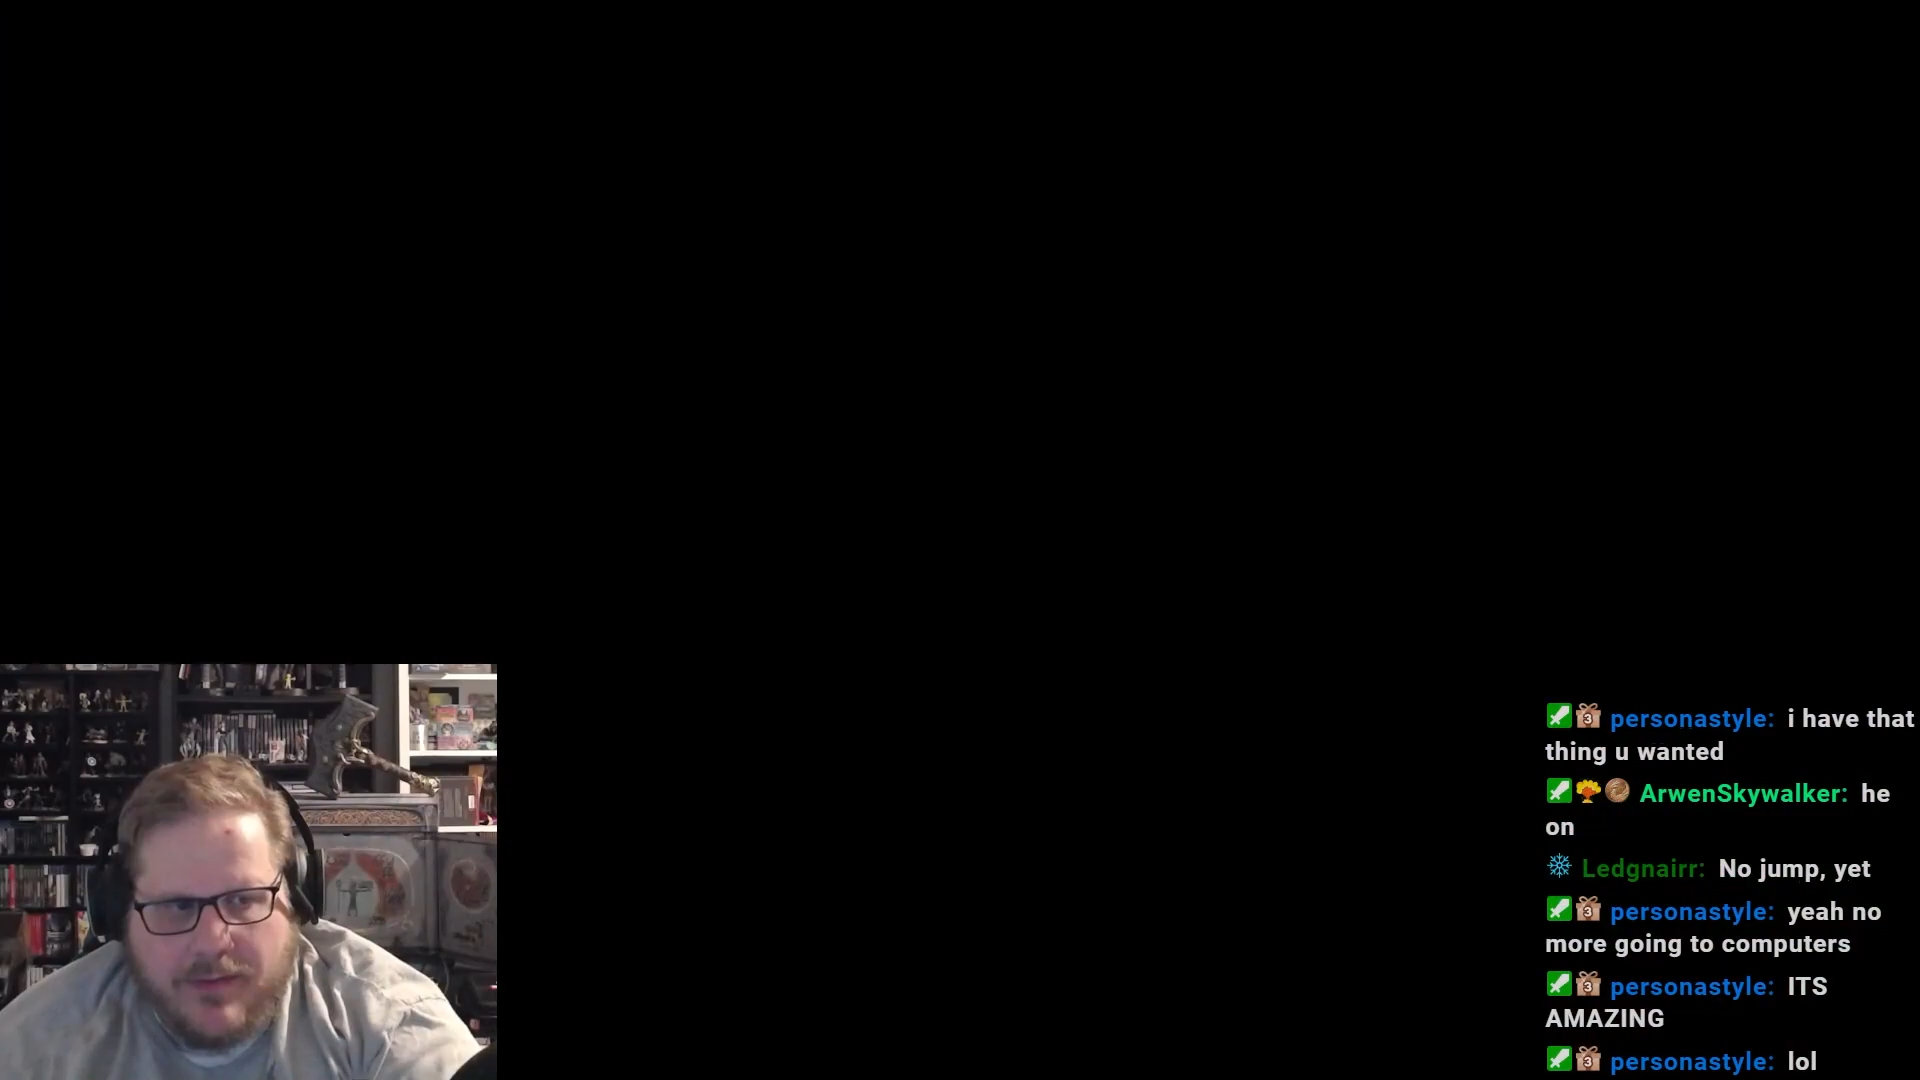 personastyle: i have that
thing u wanted
ArwenSkywalker: he
on
Ledgnairr: No jump, yet
personastyle: yeah no
more going to computers
personastyle: ITS
AMAZING
personastyle: lol